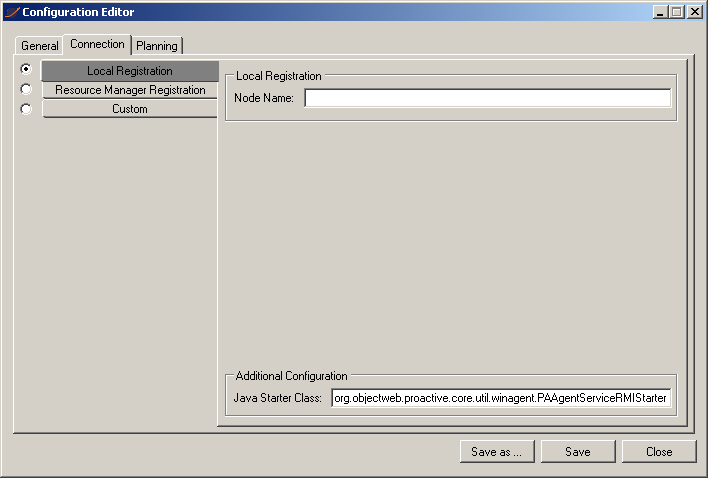 Configuration Editor
General
Connection
Planning
Local Registration
Resource Manager Registration
Custom
Local Registration
Node Name:
Additional Configuration
Java Starter Class: org.objectweb.proactive.core.util.winagent.PAAgentServiceRMIStarter
Save as ...
Save
Close